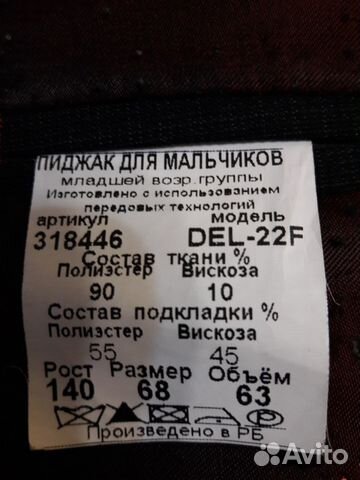 ПИДЖАК ДЛЯ МАЛЬЧИКОВ
младшей возр.группы
Изготовлено с использованием
передовых технологий
артикул модель
318446 DEL-22F
Состав ткани %
Полиэстер Вискоза
90 10
Состав подкладки %
Полиэстер Вискоза
55 45
Рост Размер Объём
140 68 63
Произведено в РБ
Avito